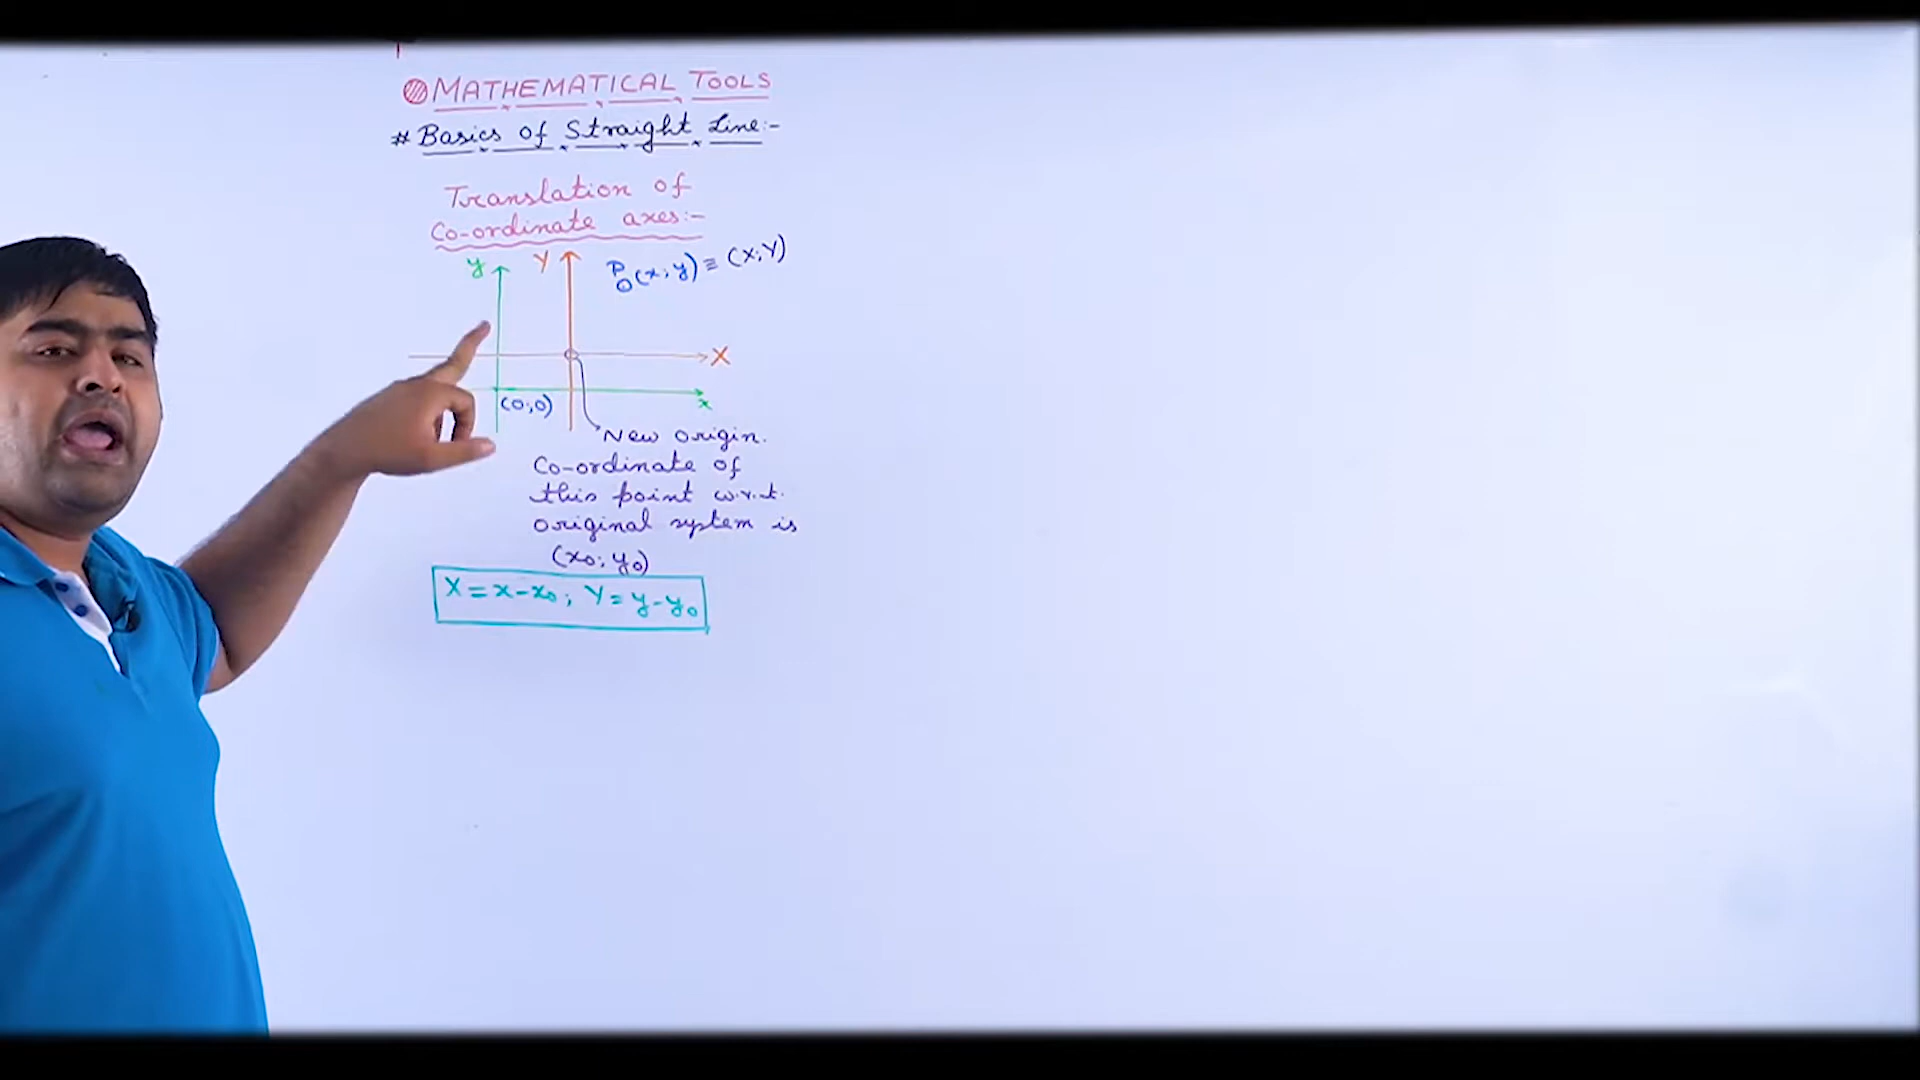 MATHEMATICAL TOOLS
# Basics of Straight Line:-
Translation of
Co-ordinate axes:-
y Y P(x, y) ≡ (X, Y)
X
(0,0) x
New origin.
Co-ordinate of
this point w.r.t.
original system is
(x₀, y₀)
X = x - x₀ ; Y = y - y₀